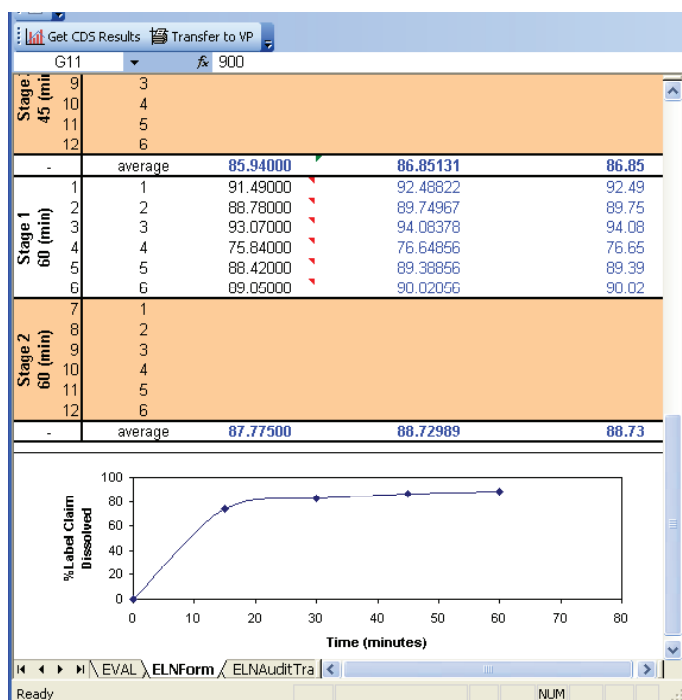 Get CDS Results Transfer to VP
G11 fx 900
Stage
45 (min)
9 3
10 4
11 5
12 6
- average 85.94000 86.85131 86.85
Stage 1
60 (min)
1 1 91.49000 92.48822 92.49
2 2 88.78000 89.74967 89.75
3 3 93.07000 94.08378 94.08
4 4 75.84000 76.64856 76.65
5 5 88.42000 89.38856 89.39
6 6 89.05000 90.02056 90.02
Stage 2
60 (min)
7 1
8 2
9 3
10 4
11 5
12 6
- average 87.77500 88.72989 88.73
%Label Claim
Dissolved
100
80
60
40
20
0
0 10 20 30 40 50 60 70 80
Time (minutes)
EVAL ELNForm ELNAuditTra
Ready NUM